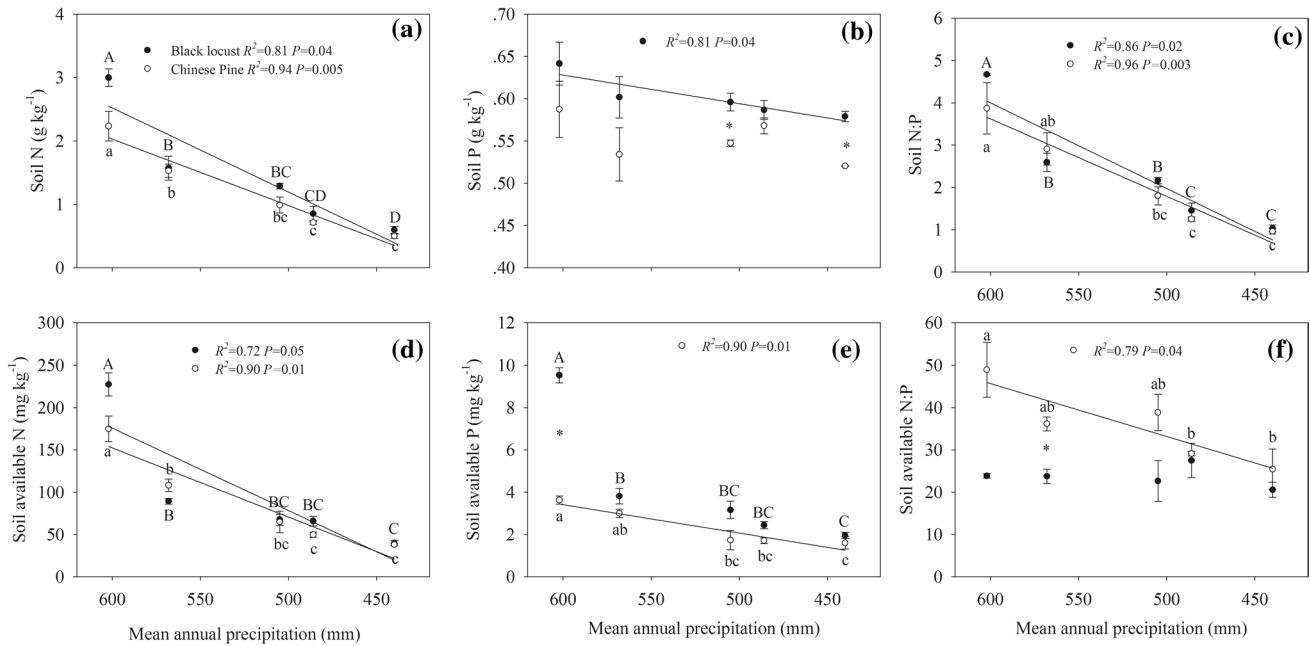 (a)
Black locust R²=0.81 P=0.04
Chinese Pine R²=0.94 P=0.005
Soil N (g kg⁻¹)
4
3
2
1
0
A
a
B
b
BC
bc
CD
c
D
c
(b)
R²=0.81 P=0.04
Soil P (g kg⁻¹)
.70
.65
.60
.55
.50
.45
.40
*
*
(c)
R²=0.86 P=0.02
R²=0.96 P=0.003
Soil N:P
6
5
4
3
2
1
0
A
a
ab
B
B
bc
C
c
C
c
600
550
500
450
(d)
R²=0.72 P=0.05
R²=0.90 P=0.01
Soil available N (mg kg⁻¹)
300
250
200
150
100
50
0
A
a
b
B
BC
bc
BC
c
C
c
600
550
500
450
Mean annual precipitation (mm)
(e)
R²=0.90 P=0.01
Soil available P (mg kg⁻¹)
12
10
8
6
4
2
0
A
*
a
B
ab
BC
bc
BC
bc
C
c
600
550
500
450
Mean annual precipitation (mm)
(f)
R²=0.79 P=0.04
Soil available N:P
60
50
40
30
20
10
0
a
ab
*
ab
b
b
600
550
500
450
Mean annual precipitation (mm)